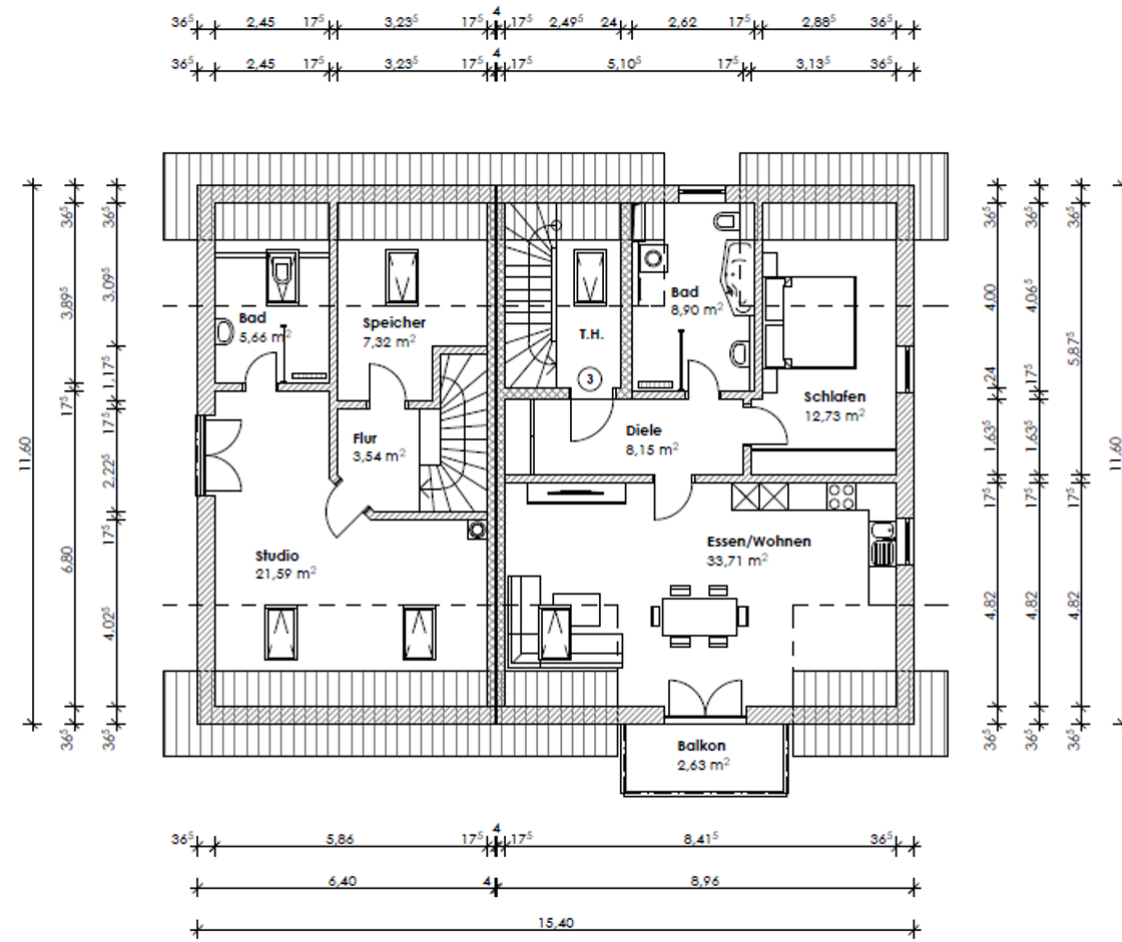 4 4
36⁵ 2,45 17⁵ 3,23⁵ 17⁵ 17⁵ 2,49⁵ 24 2,62 17⁵ 2,88⁵ 36⁵
4
36⁵ 2,45 17⁵ 3,23⁵ 17⁵ 17⁵ 5,10⁵ 17⁵ 3,13⁵ 36⁵
11,60
36⁵ 3,89⁵ 17⁵ 6,80 36⁵
36⁵ 3,09⁵ 1,17⁵ 17⁵ 2,22⁵ 17⁵ 4,02⁵ 36⁵
Bad
5,66 m²
Speicher
7,32 m²
T.H.
3
Bad
8,90 m²
Schlafen
12,73 m²
Flur
3,54 m²
Diele
8,15 m²
Studio
21,59 m²
Essen/Wohnen
33,71 m²
Balkon
2,63 m²
36⁵ 4,00 24 1,63⁵ 17⁵ 4,82 36⁵
36⁵ 4,06⁵ 17⁵ 1,63⁵ 17⁵ 4,82 36⁵
36⁵ 5,87⁵ 17⁵ 4,82 36⁵
11,60
4
36⁵ 5,86 17⁵ 17⁵ 8,41⁵ 36⁵
6,40 4 8,96
15,40